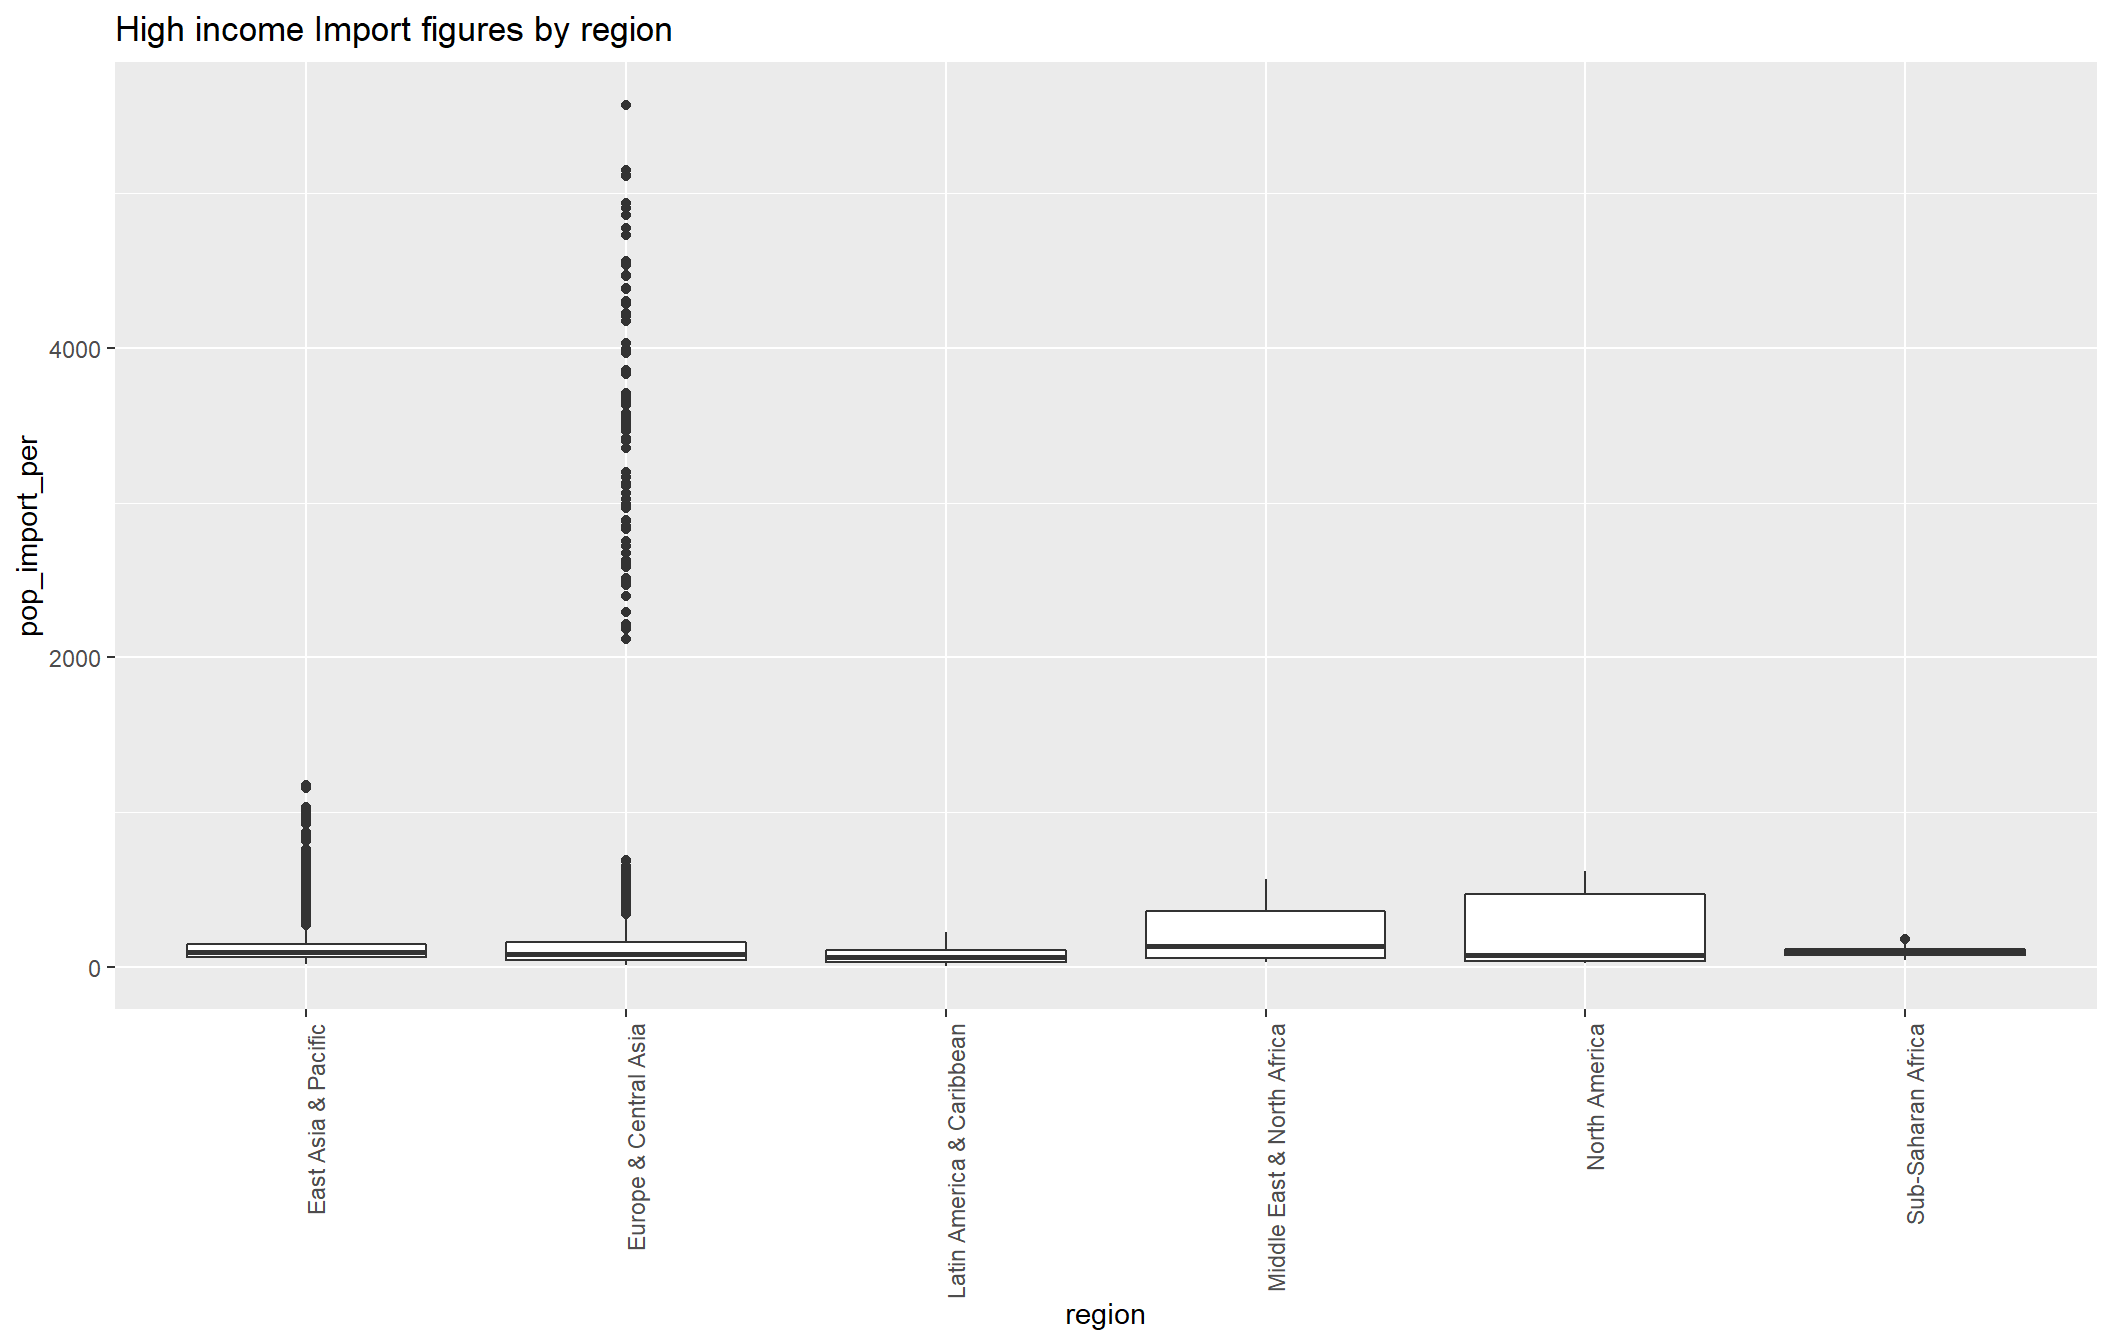 High income Import figures by region
pop_import_per
4000
2000
0
East Asia & Pacific
Europe & Central Asia
Latin America & Caribbean
Middle East & North Africa
North America
Sub-Saharan Africa
region